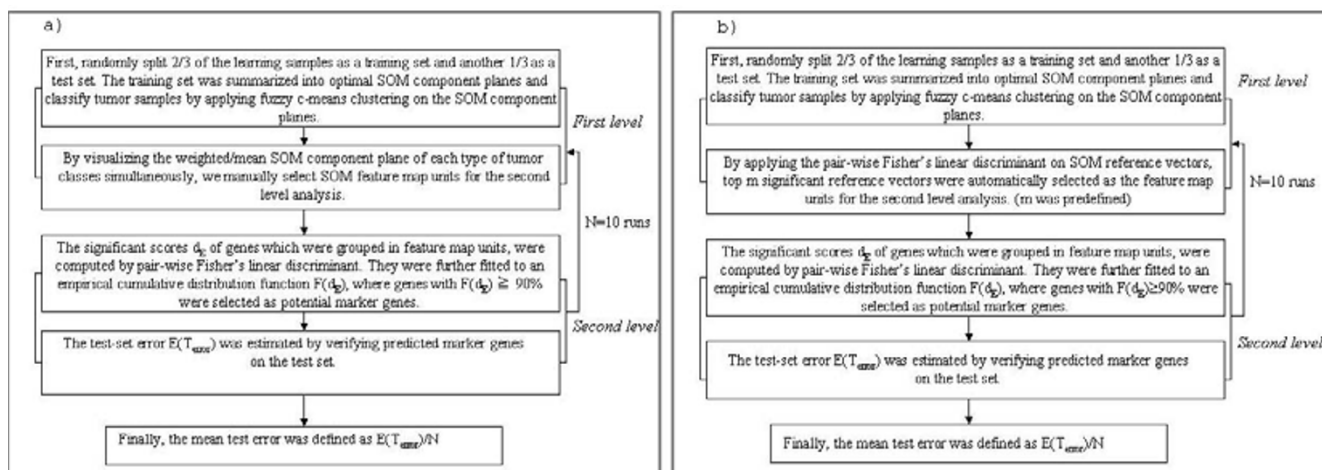 a)
First, randomly split 2/3 of the learning samples as a training set and another 1/3 as a
test set. The training set was summarized into optimal SOM component planes and
classify tumor samples by applying fuzzy c-means clustering on the SOM component
planes.
First level
By visualizing the weighted/mean SOM component plane of each type of tumor
classes simultaneously, we manually select SOM feature map units for the second
level analysis.
N=10 runs
The significant scores d_Σ of genes which were grouped in feature map units, were
computed by pair-wise Fisher's linear discriminant. They were further fitted to an
empirical cumulative distribution function F(d_Σ), where genes with F(d_Σ) ≧ 90%
were selected as potential marker genes.
Second level
The test-set error E(T_error) was estimated by verifying predicted marker genes
on the test set.
Finally, the mean test error was defined as E(T_error)/N
b)
First, randomly split 2/3 of the learning samples as a training set and another 1/3 as a
test set. The training set was summarized into optimal SOM component planes and
classify tumor samples by applying fuzzy c-means clustering on the SOM component
planes.
First level
By applying the pair-wise Fisher's linear discriminant on SOM reference vectors,
top m significant reference vectors were automatically selected as the feature map
units for the second level analysis. (m was predefined)
N=10 runs
The significant scores d_Σ of genes which were grouped in feature map units, were
computed by pair-wise Fisher's linear discriminant. They were further fitted to an
empirical cumulative distribution function F(d_Σ), where genes with F(d_Σ)≥90% were
selected as potential marker genes.
Second level
The test-set error E(T_error) was estimated by verifying predicted marker genes
on the test set
Finally, the mean test error was defined as E(T_error)/N